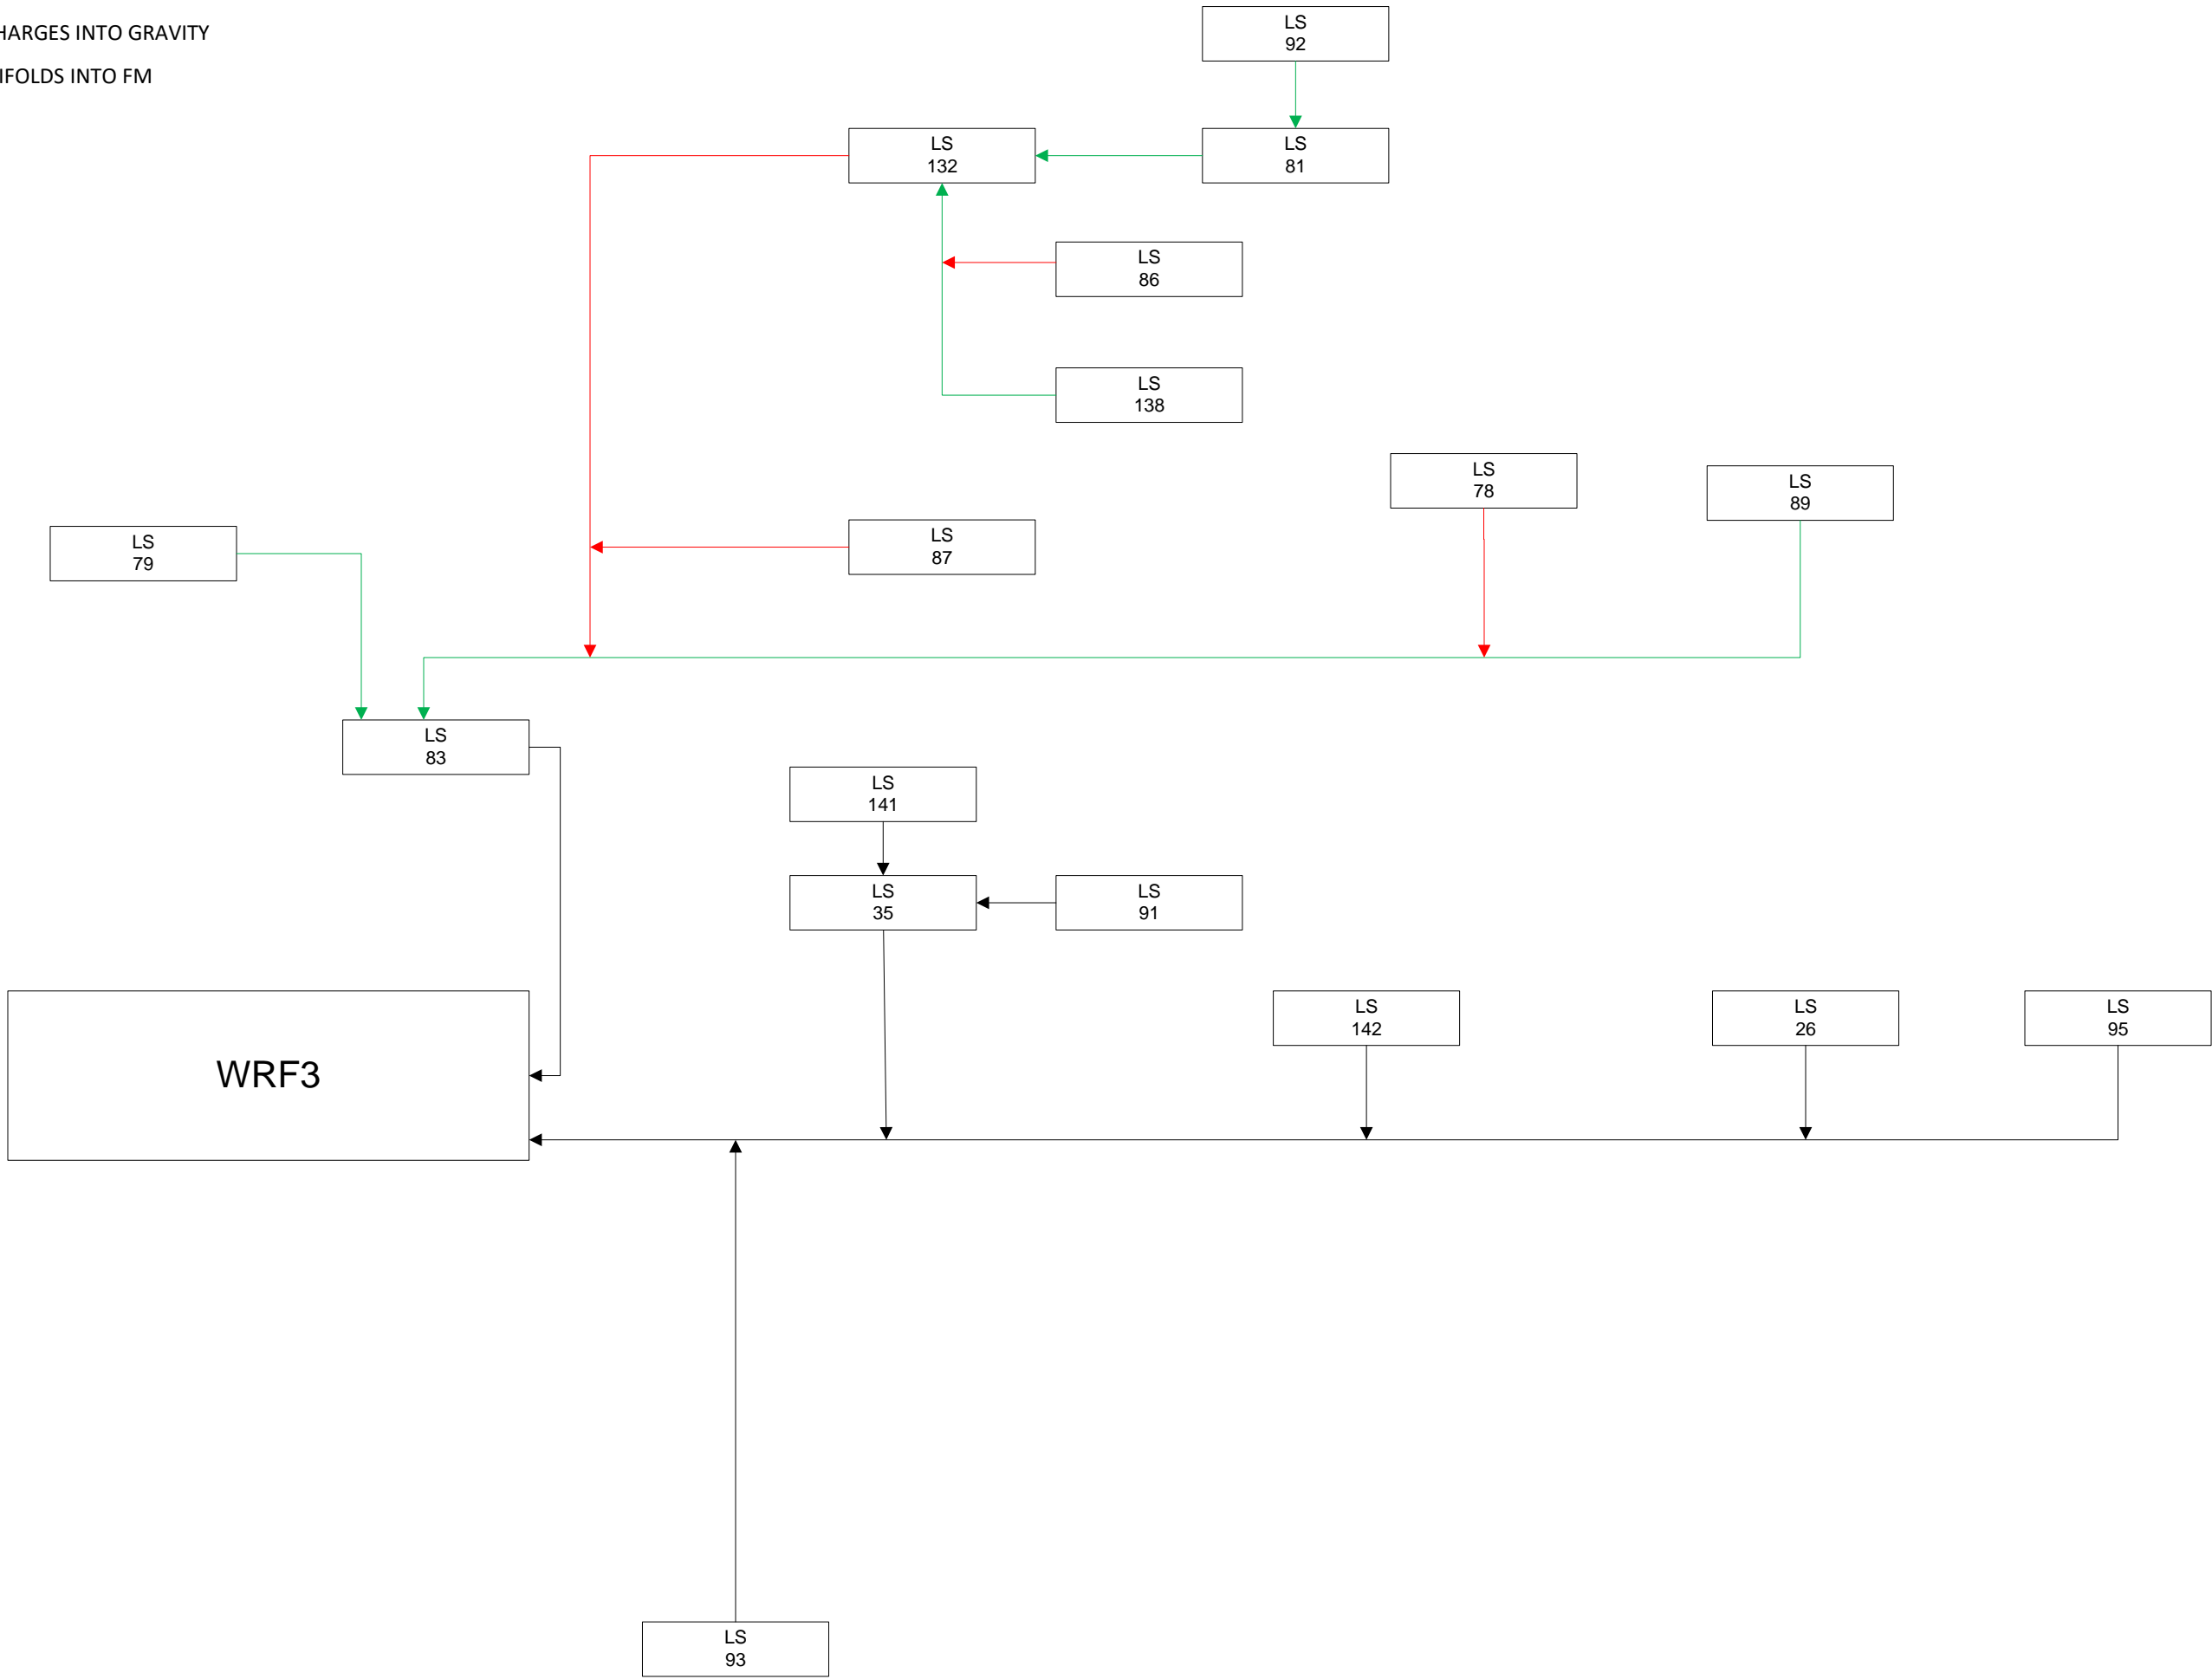 HARGES INTO GRAVITY
IFOLDS INTO FM
LS
92
LS
132
LS
81
LS
86
LS
138
LS
78
LS
89
LS
79
LS
87
LS
83
LS
141
LS
35
LS
91
WRF3
LS
142
LS
26
LS
95
LS
93